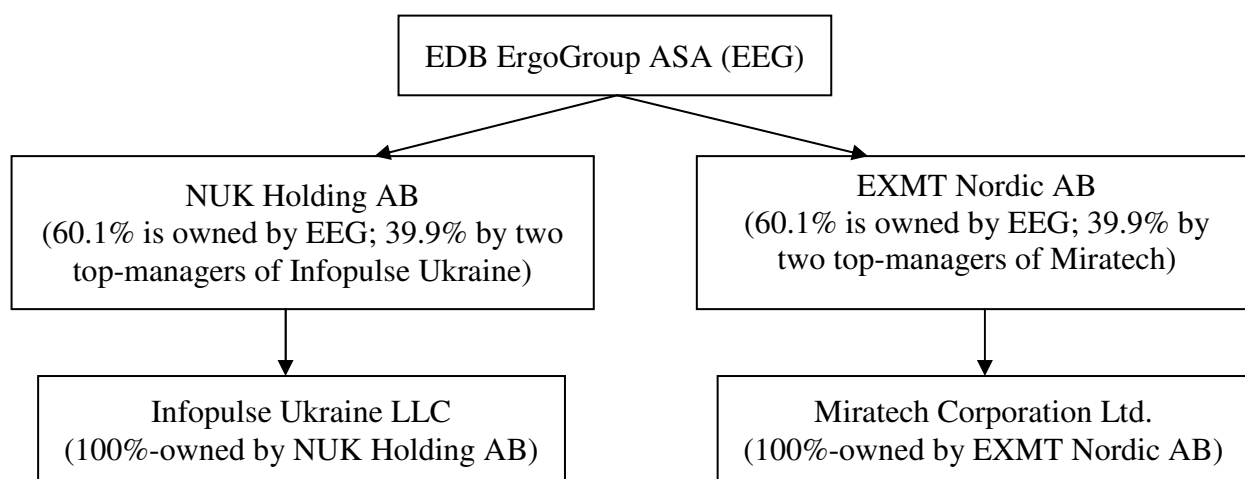 EDB ErgoGroup ASA (EEG)
NUK Holding AB
(60.1% is owned by EEG; 39.9% by two
top-managers of Infopulse Ukraine)
EXMT Nordic AB
(60.1% is owned by EEG; 39.9% by
two top-managers of Miratech)
Infopulse Ukraine LLC
(100%-owned by NUK Holding AB)
Miratech Corporation Ltd.
(100%-owned by EXMT Nordic AB)